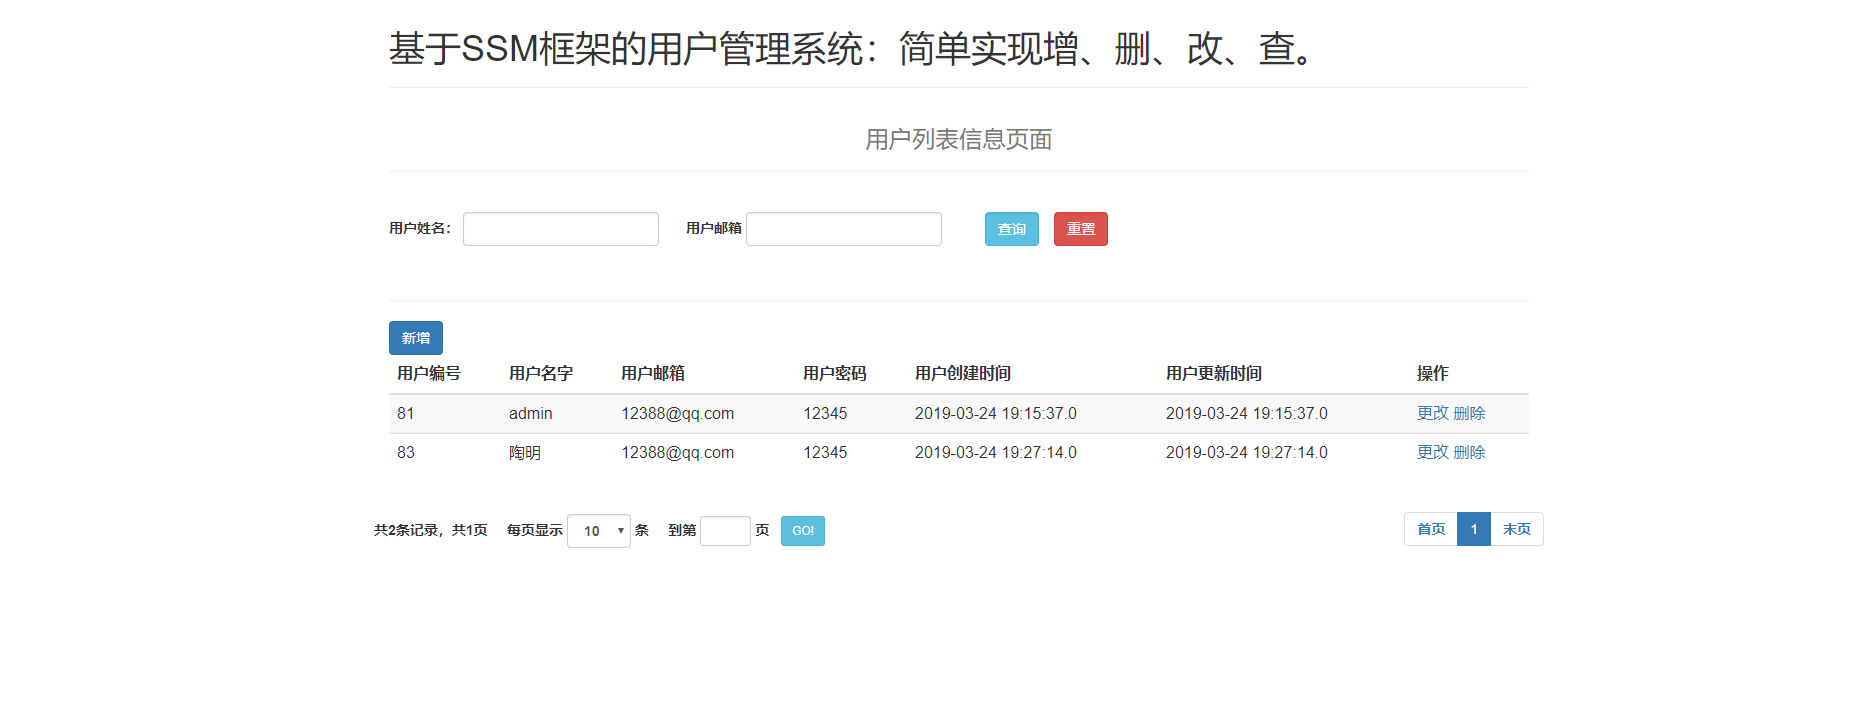 基于SSM框架的用户管理系统：简单实现增、删、改、查。
用户列表信息页面
用户姓名： 用户邮箱 查询 重置
新增
用户编号 用户名字 用户邮箱 用户密码 用户创建时间 用户更新时间 操作
81 admin 12388@qq.com 12345 2019-03-24 19:15:37.0 2019-03-24 19:15:37.0 更改 删除
83 陶明 12388@qq.com 12345 2019-03-24 19:27:14.0 2019-03-24 19:27:14.0 更改 删除
共2条记录，共1页 每页显示 10 条 到第 页 GO! 首页 1 末页